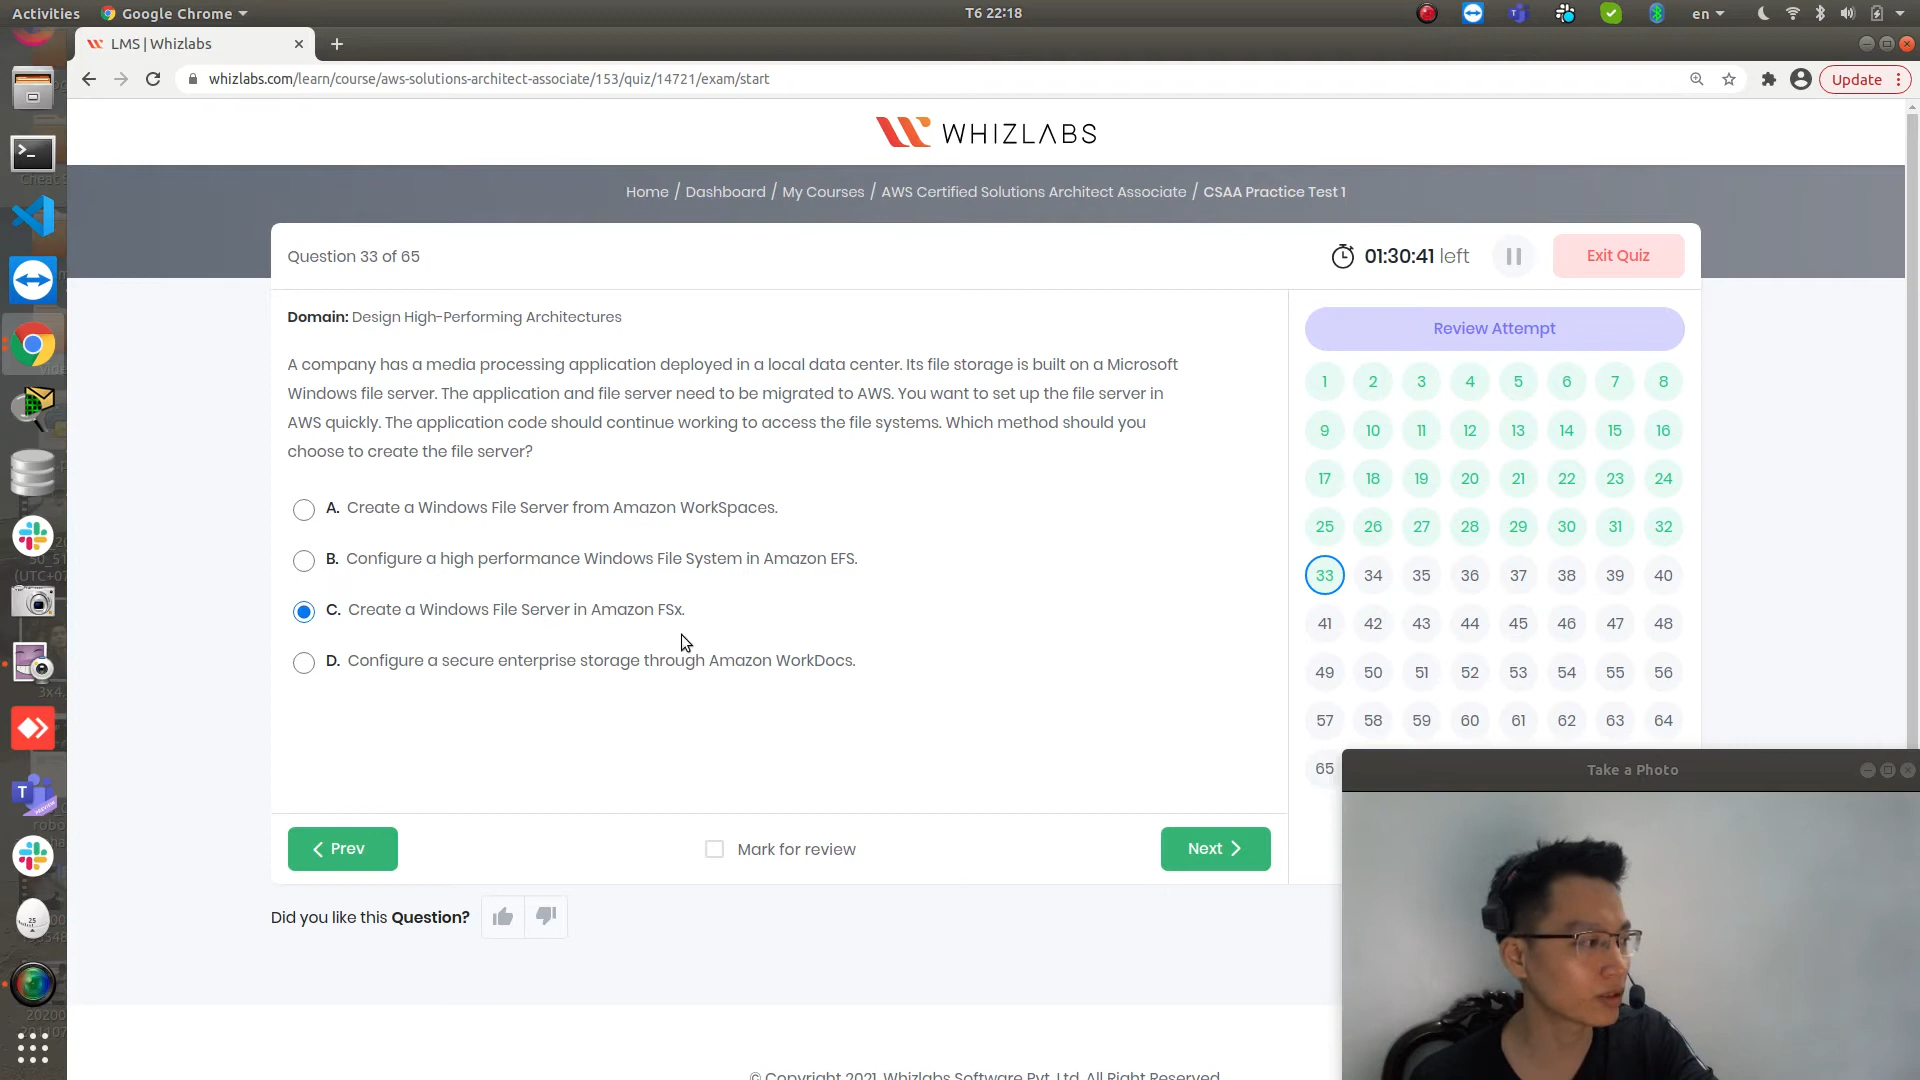 Activities
Google Chrome
T6 22:18
en
LMS | Whizlabs
whizlabs.com/learn/course/aws-solutions-architect-associate/153/quiz/14721/exam/start
Update
WHIZLABS
Home / Dashboard / My Courses / AWS Certified Solutions Architect Associate / CSAA Practice Test 1
Question 33 of 65
01:30:41 left
Exit Quiz
Domain: Design High-Performing Architectures
A company has a media processing application deployed in a local data center. Its file storage is built on a Microsoft
Windows file server. The application and file server need to be migrated to AWS. You want to set up the file server in
AWS quickly. The application code should continue working to access the file systems. Which method should you
choose to create the file server?
A. Create a Windows File Server from Amazon WorkSpaces.
B. Configure a high performance Windows File System in Amazon EFS.
C. Create a Windows File Server in Amazon FSx.
D. Configure a secure enterprise storage through Amazon WorkDocs.
Prev
Mark for review
Next
Did you like this Question?
Review Attempt
1 2 3 4 5 6 7 8
9 10 11 12 13 14 15 16
17 18 19 20 21 22 23 24
25 26 27 28 29 30 31 32
33 34 35 36 37 38 39 40
41 42 43 44 45 46 47 48
49 50 51 52 53 54 55 56
57 58 59 60 61 62 63 64
65
Take a Photo
© Copyright 2021. Whizlabs Software Pvt. Ltd. All Right Reserved